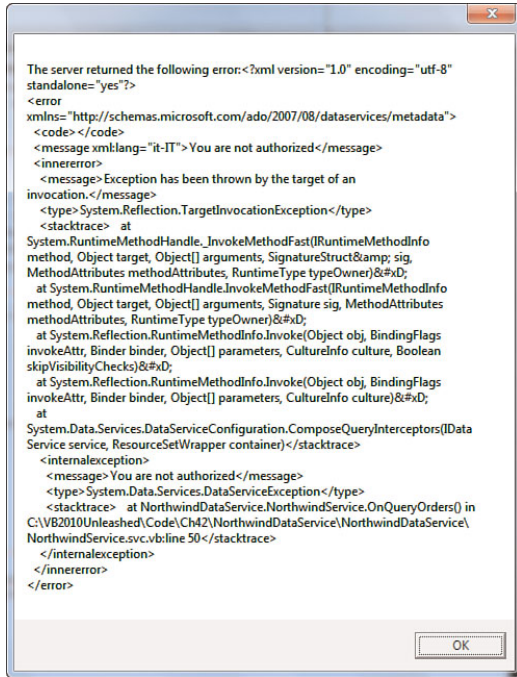 The server returned the following error:<?xml version="1.0" encoding="utf-8"
standalone="yes"?>
<error
xmlns="http://schemas.microsoft.com/ado/2007/08/dataservices/metadata">
<code></code>
<message xml:lang="it-IT">You are not authorized</message>
<innererror>
<message>Exception has been thrown by the target of an
invocation.</message>
<type>System.Reflection.TargetInvocationException</type>
<stacktrace>   at
System.RuntimeMethodHandle._InvokeMethodFast(IRuntimeMethodInfo
method, Object target, Object[] arguments, SignatureStruct&amp; sig,
MethodAttributes methodAttributes, RuntimeType typeOwner)&#xD;
at System.RuntimeMethodHandle.InvokeMethodFast(IRuntimeMethodInfo
method, Object target, Object[] arguments, Signature sig, MethodAttributes
methodAttributes, RuntimeType typeOwner)&#xD;
at System.Reflection.RuntimeMethodInfo.Invoke(Object obj, BindingFlags
invokeAttr, Binder binder, Object[] parameters, CultureInfo culture, Boolean
skipVisibilityChecks)&#xD;
at System.Reflection.RuntimeMethodInfo.Invoke(Object obj, BindingFlags
invokeAttr, Binder binder, Object[] parameters, CultureInfo culture)&#xD;
at
System.Data.Services.DataServiceConfiguration.ComposeQueryInterceptors(IData
Service service, ResourceSetWrapper container)</stacktrace>
<internalexception>
<message>You are not authorized</message>
<type>System.Data.Services.DataServiceException</type>
<stacktrace>   at NorthwindDataService.NorthwindService.OnQueryOrders() in
C:\VB2010Unleashed\Code\Ch42\NorthwindDataService\NorthwindDataService\
NorthwindService.svc.vb:line 50</stacktrace>
</internalexception>
</innererror>
</error>
OK